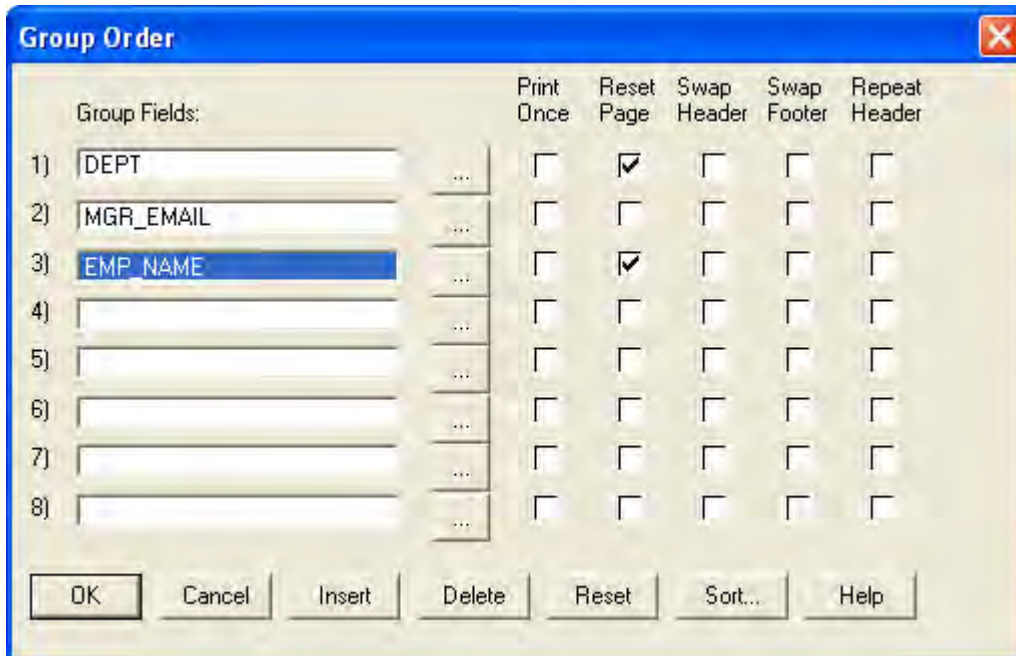 Group Order
Print Reset Swap Swap Repeat
Group Fields: Once Page Header Footer Header
1) DEPT ...
2) MGR_EMAIL ...
3) EMP_NAME ...
4) ...
5) ...
6) ...
7) ...
8) ...
OK Cancel Insert Delete Reset Sort... Help